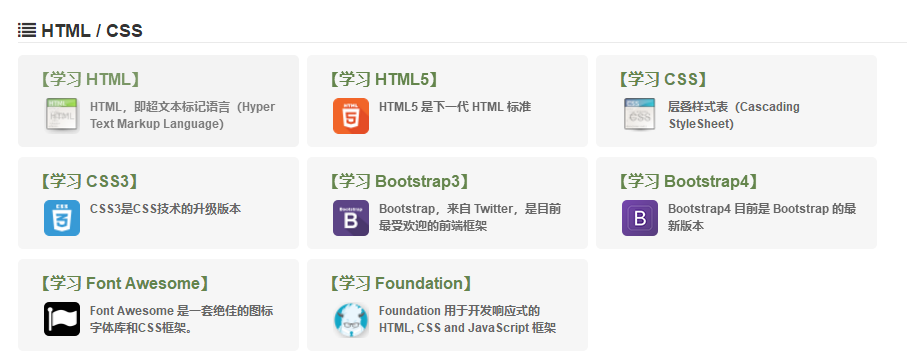 HTML / CSS
【学习 HTML】
HTML，即超文本标记语言（Hyper
Text Markup Language）
【学习 HTML5】
HTML5 是下一代 HTML 标准
【学习 CSS】
层叠样式表（Cascading
StyleSheet）
【学习 CSS3】
CSS3是CSS技术的升级版本
【学习 Bootstrap3】
Bootstrap，来自 Twitter，是目前
最受欢迎的前端框架
【学习 Bootstrap4】
Bootstrap4 目前是 Bootstrap 的最
新版本
【学习 Font Awesome】
Font Awesome 是一套绝佳的图标
字体库和CSS框架。
【学习 Foundation】
Foundation 用于开发响应式的
HTML, CSS and JavaScript 框架